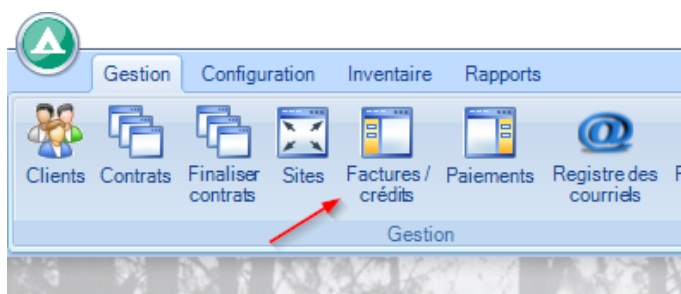 Gestion Configuration Inventaire Rapports
Clients Contrats Finaliser contrats Sites Factures / crédits Paiements Registre des courriels
Gestion